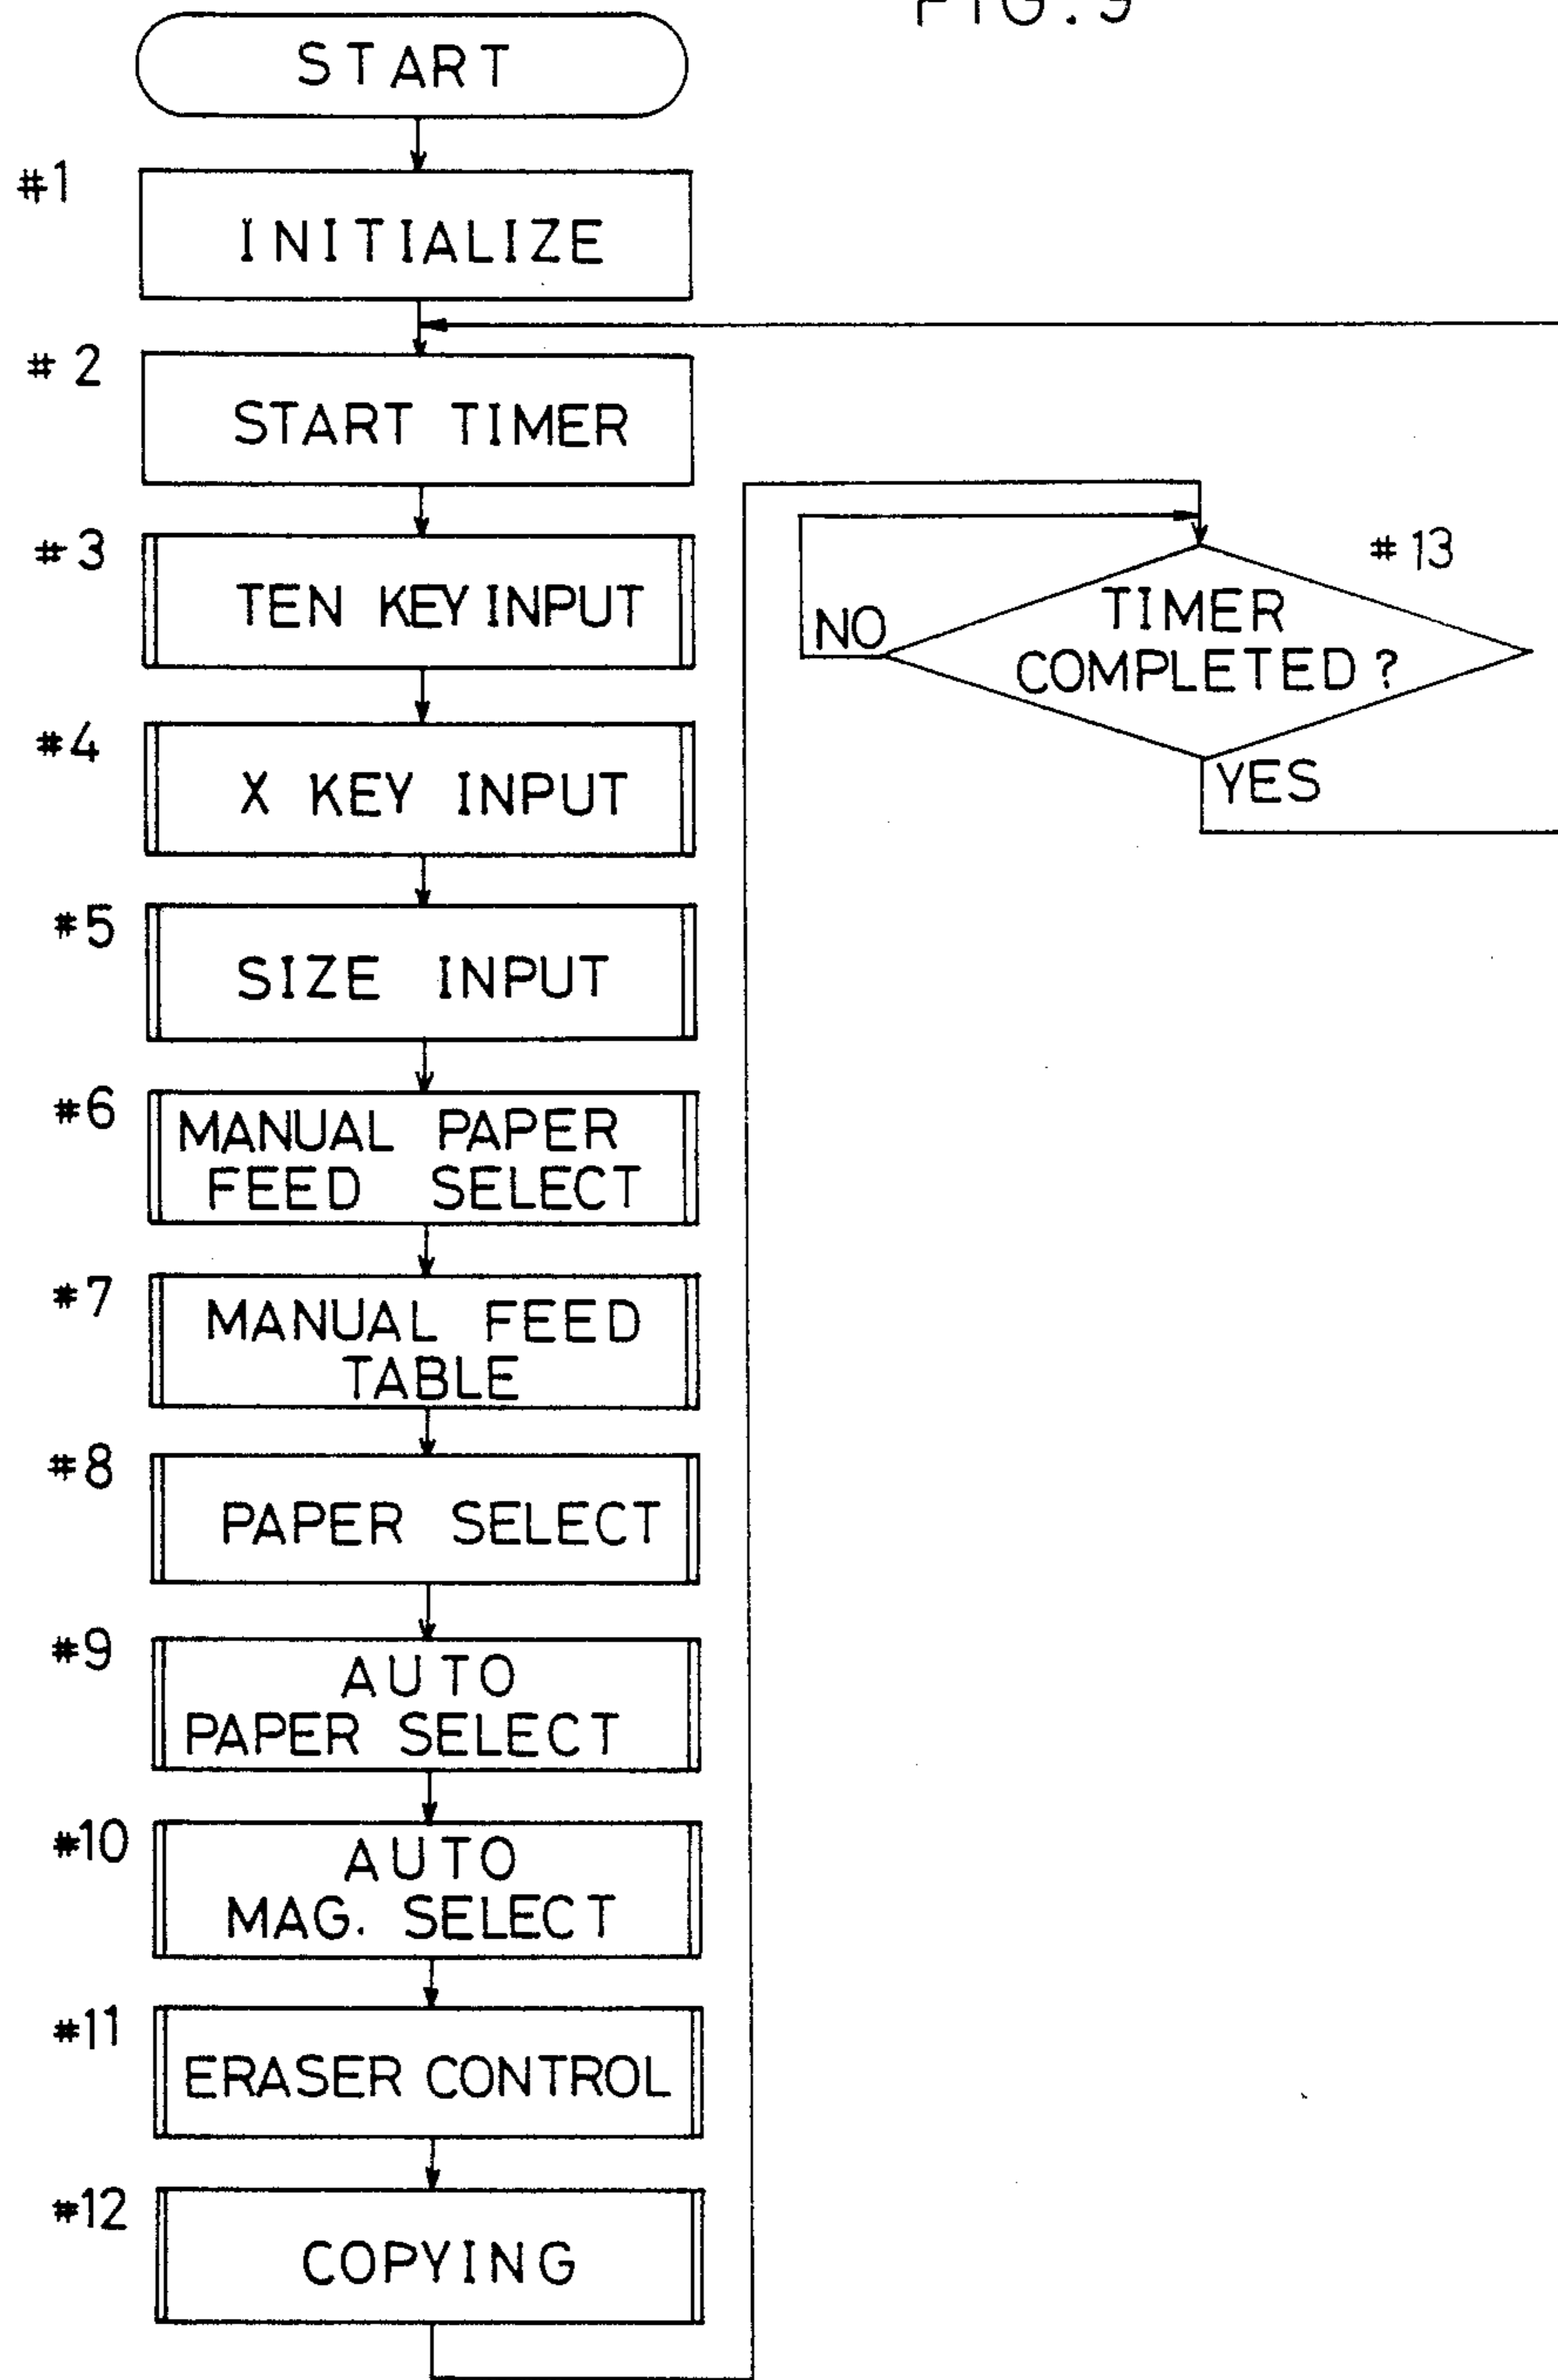 FIG. 9
START
#1
INITIALIZE
#2
START TIMER
#3
TEN KEY INPUT
#4
X KEY INPUT
#5
SIZE INPUT
#6
MANUAL PAPER
FEED SELECT
#7
MANUAL FEED
TABLE
#8
PAPER SELECT
#9
AUTO
PAPER SELECT
#10
AUTO
MAG. SELECT
#11
ERASER CONTROL
#12
COPYING
#13
TIMER
COMPLETED?
NO
YES